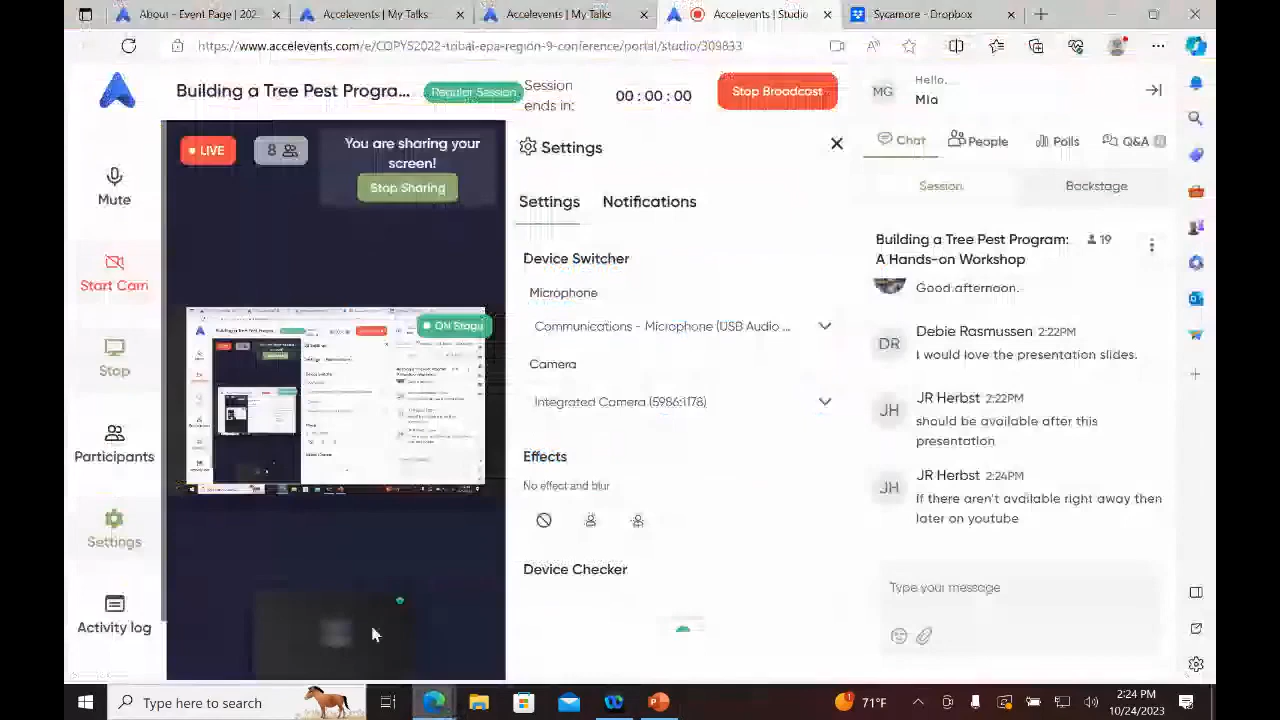 About - Event Page | 202
Accelevents | My Talks
Accelevents | My Talks
Accelevents | Studio
Sycamore - Dropbox
https://www.accelevents.com/e/COPYS2022-tobai-epa-region-9-conference/portal/studio/309833
Building a Tree Pest Progra...
Regular Session
Session
ends in:
00:00:00
Stop Broadcast
Hello,
MG
Mia
LIVE
8
You are sharing your
screen!
Stop Sharing
Settings
Chat
People
Polls
Q&A
Mute
Start Cam
Stop
Participants
Settings
Activity log
Settings
Notifications
Session
Backstage
Device Switcher
Microphone
Communications - Microphone (USB Audio ...
Camera
Integrated Camera (5986:1178)
Effects
No effect and blur
Device Checker
ON Stage
Building a Tree Pest Program:
A Hands-on Workshop
19
Good afternoon.
DR
Debie Rasmussen 2:22PM
I would love the presentation slides.
JH
JR Herbst 2:22PM
should be available after this
presentation
JH
JR Herbst 2:24PM
if there aren't available right away then
later on youtube
Type your message
Type here to search
71°F
2:24 PM
10/24/2023